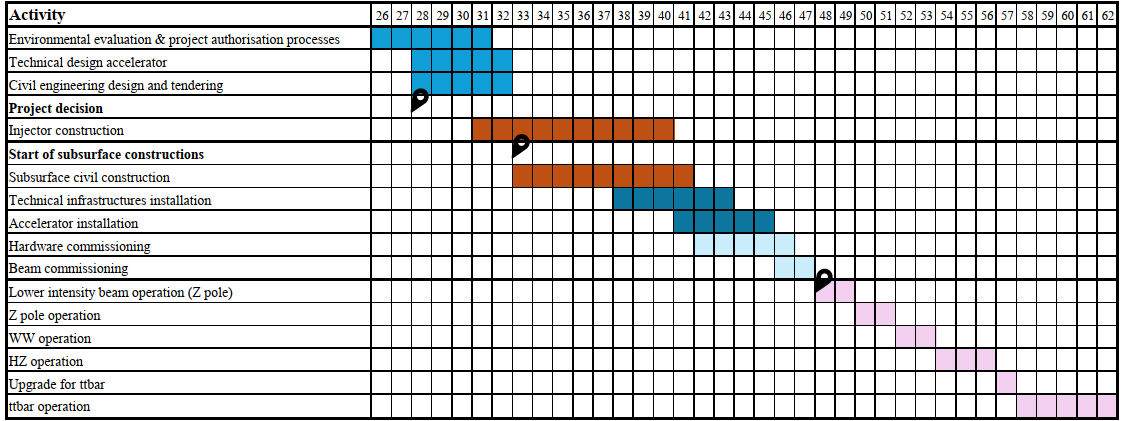 Activity 26 27 28 29 30 31 32 33 34 35 36 37 38 39 40 41 42 43 44 45 46 47 48 49 50 51 52 53 54 55 56 57 58 59 60 61 62
Environmental evaluation & project authorisation processes
Technical design accelerator
Civil engineering design and tendering
Project decision
Injector construction
Start of subsurface constructions
Subsurface civil construction
Technical infrastructures installation
Accelerator installation
Hardware commissioning
Beam commissioning
Lower intensity beam operation (Z pole)
Z pole operation
WW operation
HZ operation
Upgrade for ttbar
ttbar operation